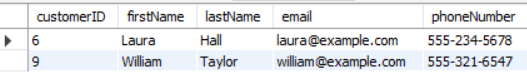 customerID firstName lastName email phoneNumber
6 Laura Hall laura@example.com 555-234-5678
9 William Taylor william@example.com 555-321-6547